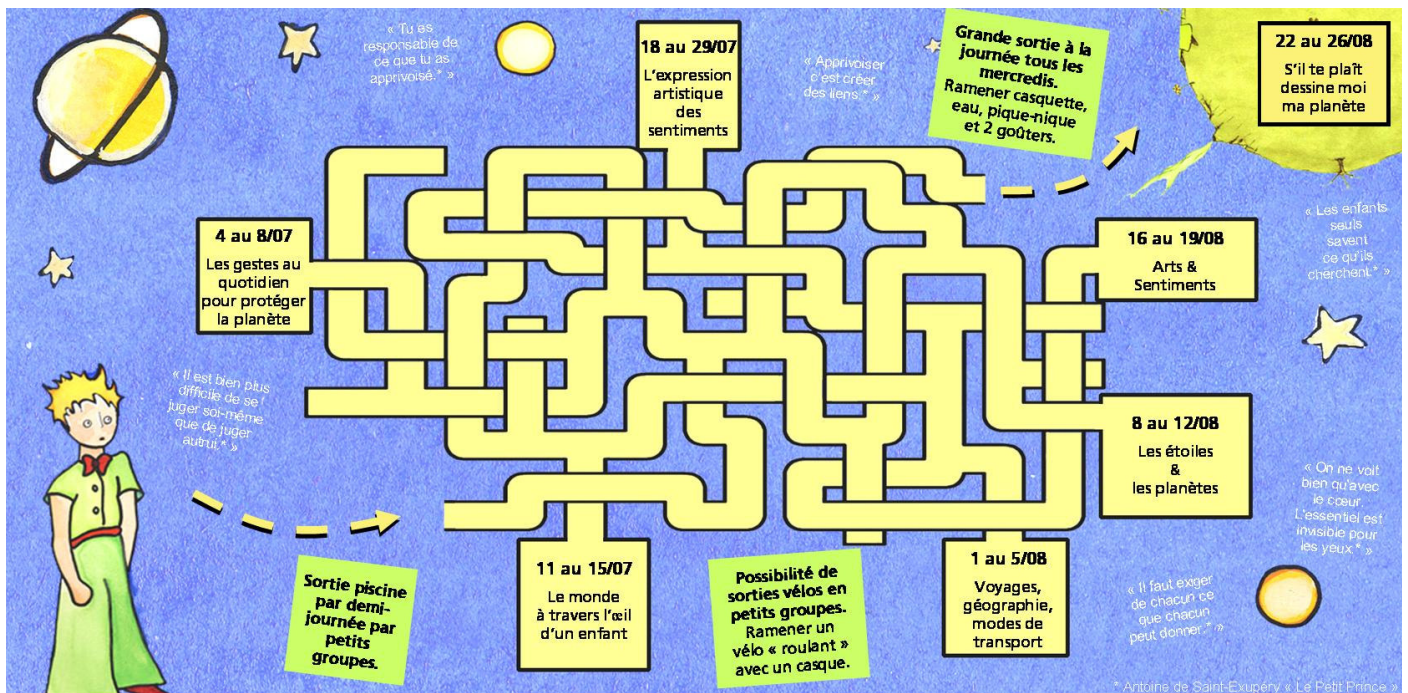 « Tu es
responsable de
ce que tu as
apprivoisé.* »
18 au 29/07
L'expression
artistique
des
sentiments
« Apprivoiser
c'est créer
des liens.* »
Grande sortie à la
journée tous les
mercredis.
Ramener casquette,
eau, pique-nique
et 2 goûters.
22 au 26/08
S'il te plaît
dessine moi
ma planète
4 au 8/07
Les gestes au
quotidien
pour protéger
la planète
16 au 19/08
Arts &
Sentiments
« Les enfants
seuls
savent
ce qu'ils
cherchent.* »
« Il est bien plus
difficile de se
juger soi-même
que de juger
autrui.* »
8 au 12/08
Les étoiles
&
les planètes
« On ne voit
bien qu'avec
le cœur.
L'essentiel est
invisible pour
les yeux.* »
Sortie piscine
par demi-
journée par
petits
groupes.
11 au 15/07
Le monde
à travers l'œil
d'un enfant
Possibilité de
sorties vélos en
petits groupes.
Ramener un
vélo « roulant »
avec un casque.
1 au 5/08
Voyages,
géographie,
modes de
transport
« Il faut exiger
de chacun ce
que chacun
peut donner.* »
* Antoine de Saint-Exupéry « Le Petit Prince »